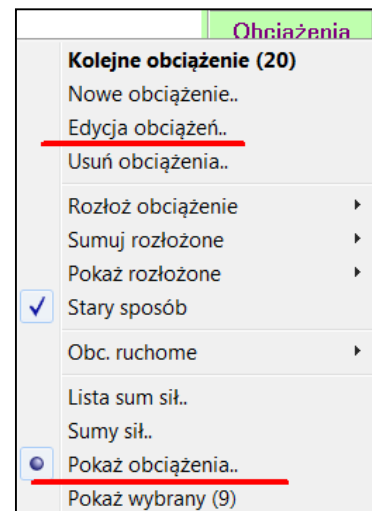 Obciążenia
Kolejne obciążenie (20)
Nowe obciążenie..
Edycja obciążeń..
Usuń obciążenia..
Rozłoż obciążenie
Sumuj rozłożone
Pokaż rozłożone
Stary sposób
Obc. ruchome
Lista sum sił..
Sumy sił..
Pokaż obciążenia..
Pokaż wybrany (9)